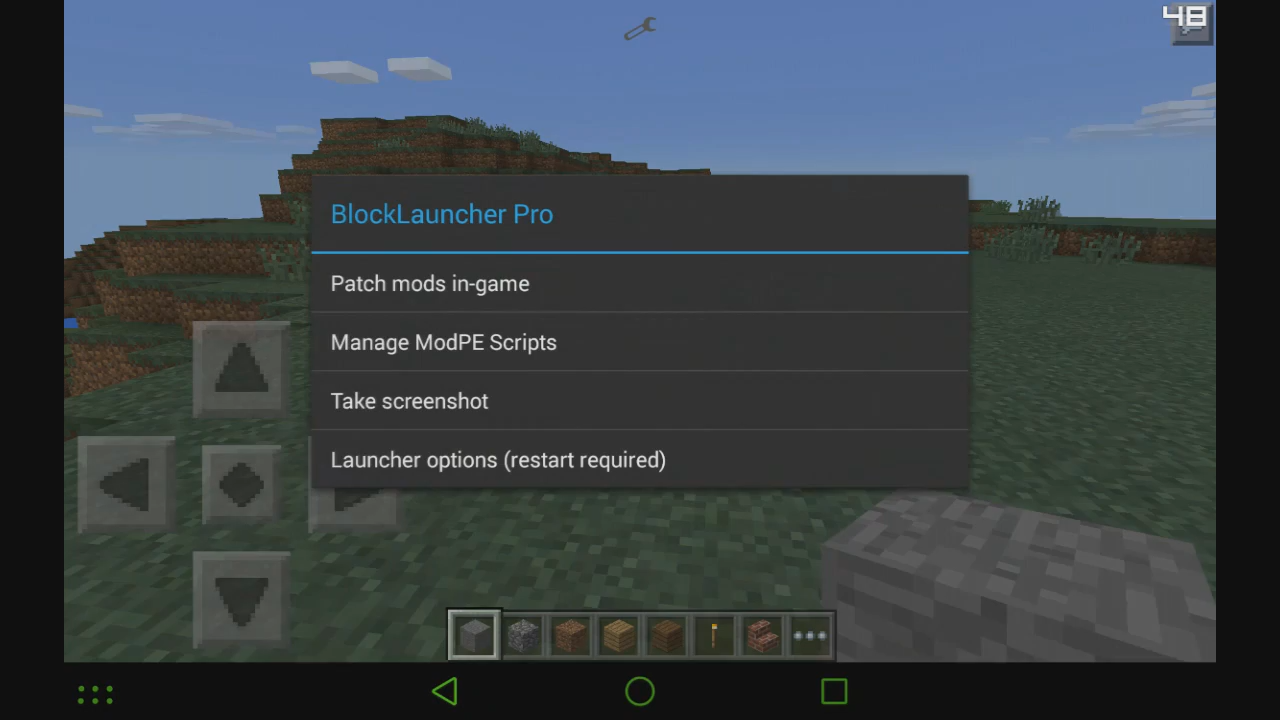 48
BlockLauncher Pro
Patch mods in-game
Manage ModPE Scripts
Take screenshot
Launcher options (restart required)